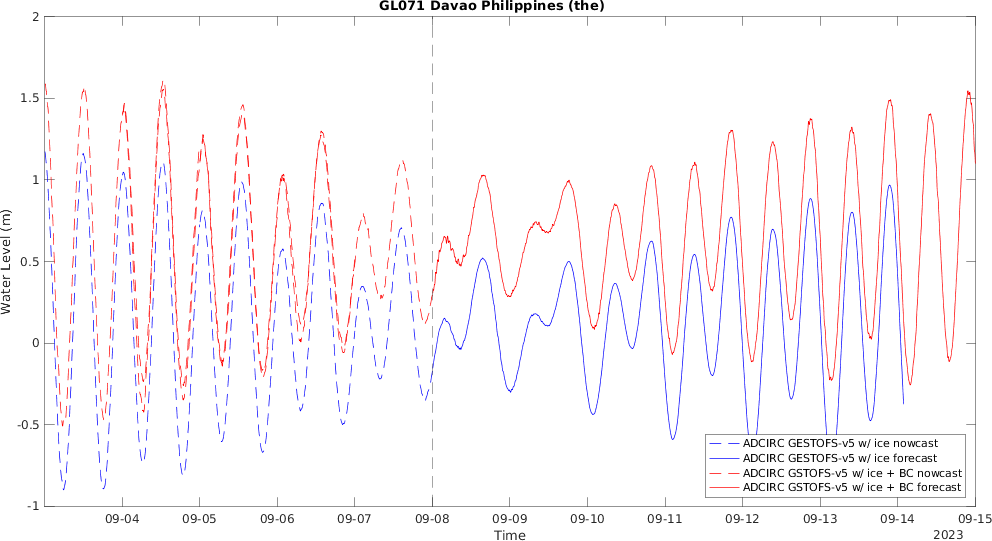 GL071 Davao Philippines (the)
2
1.5
1
0.5
0
-0.5
-1
Water Level (m)
ADCIRC GESTOFS-v5 w/ ice nowcast
ADCIRC GESTOFS-v5 w/ ice forecast
ADCIRC GSTOFS-v5 w/ ice + BC nowcast
ADCIRC GSTOFS-v5 w/ ice + BC forecast
09-04 09-05 09-06 09-07 09-08 09-09 09-10 09-11 09-12 09-13 09-14 09-15
Time
2023